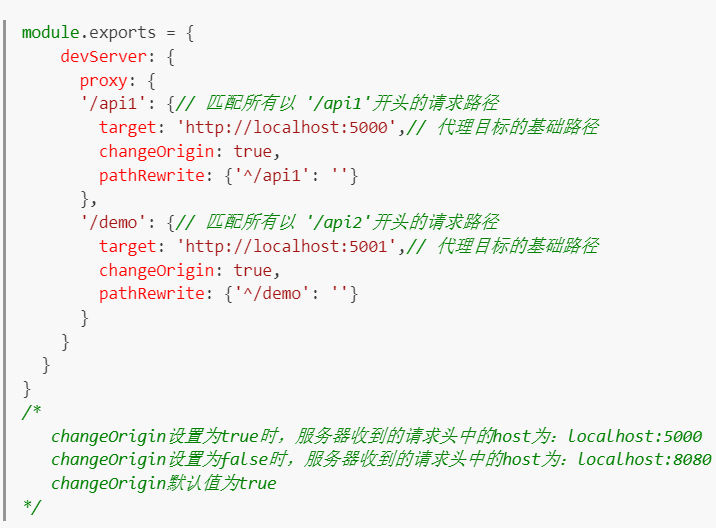 module.exports = {
    devServer: {
      proxy: {
      '/api1': {// 匹配所有以 '/api1'开头的请求路径
        target: 'http://localhost:5000',// 代理目标的基础路径
        changeOrigin: true,
        pathRewrite: {'^/api1': ''}
      },
      '/demo': {// 匹配所有以 '/api2'开头的请求路径
        target: 'http://localhost:5001',// 代理目标的基础路径
        changeOrigin: true,
        pathRewrite: {'^/demo': ''}
      }
    }
  }
}
/*
   changeOrigin设置为true时，服务器收到的请求头中的host为：localhost:5000
   changeOrigin设置为false时，服务器收到的请求头中的host为：localhost:8080
   changeOrigin默认值为true
*/